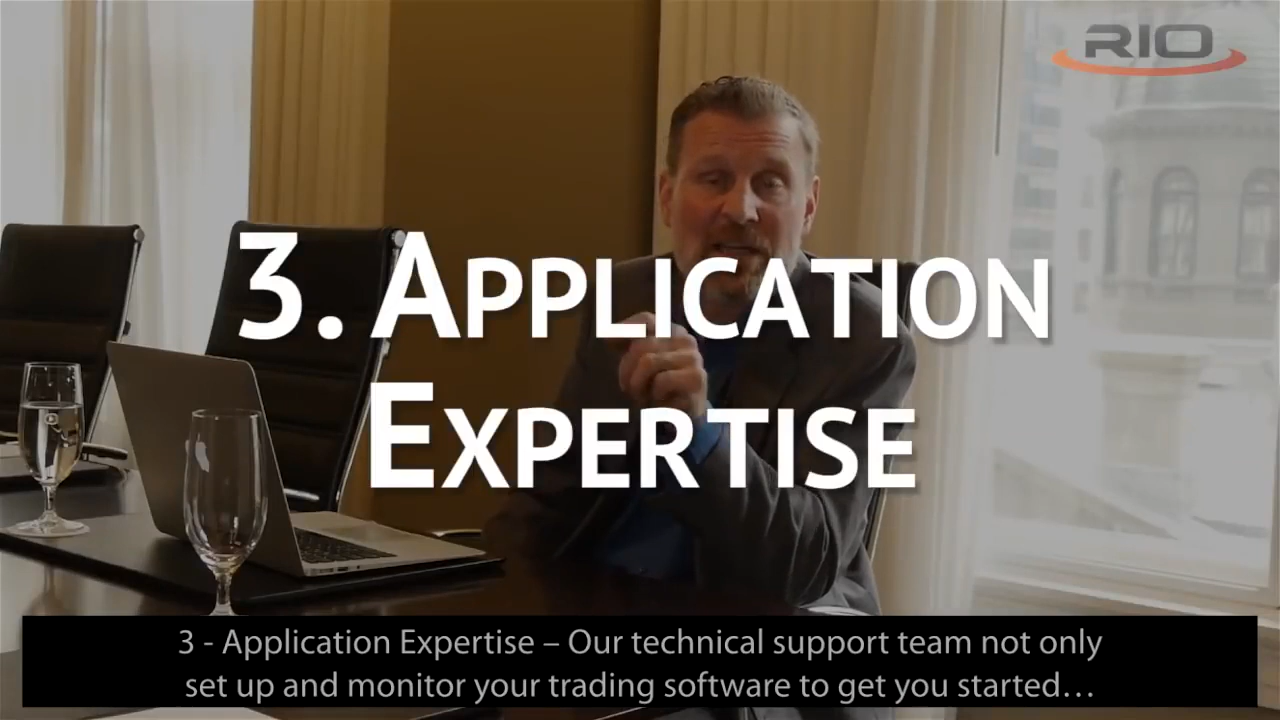 RIO
3. APPLICATION
EXPERTISE
3 - Application Expertise – Our technical support team not only
set up and monitor your trading software to get you started…